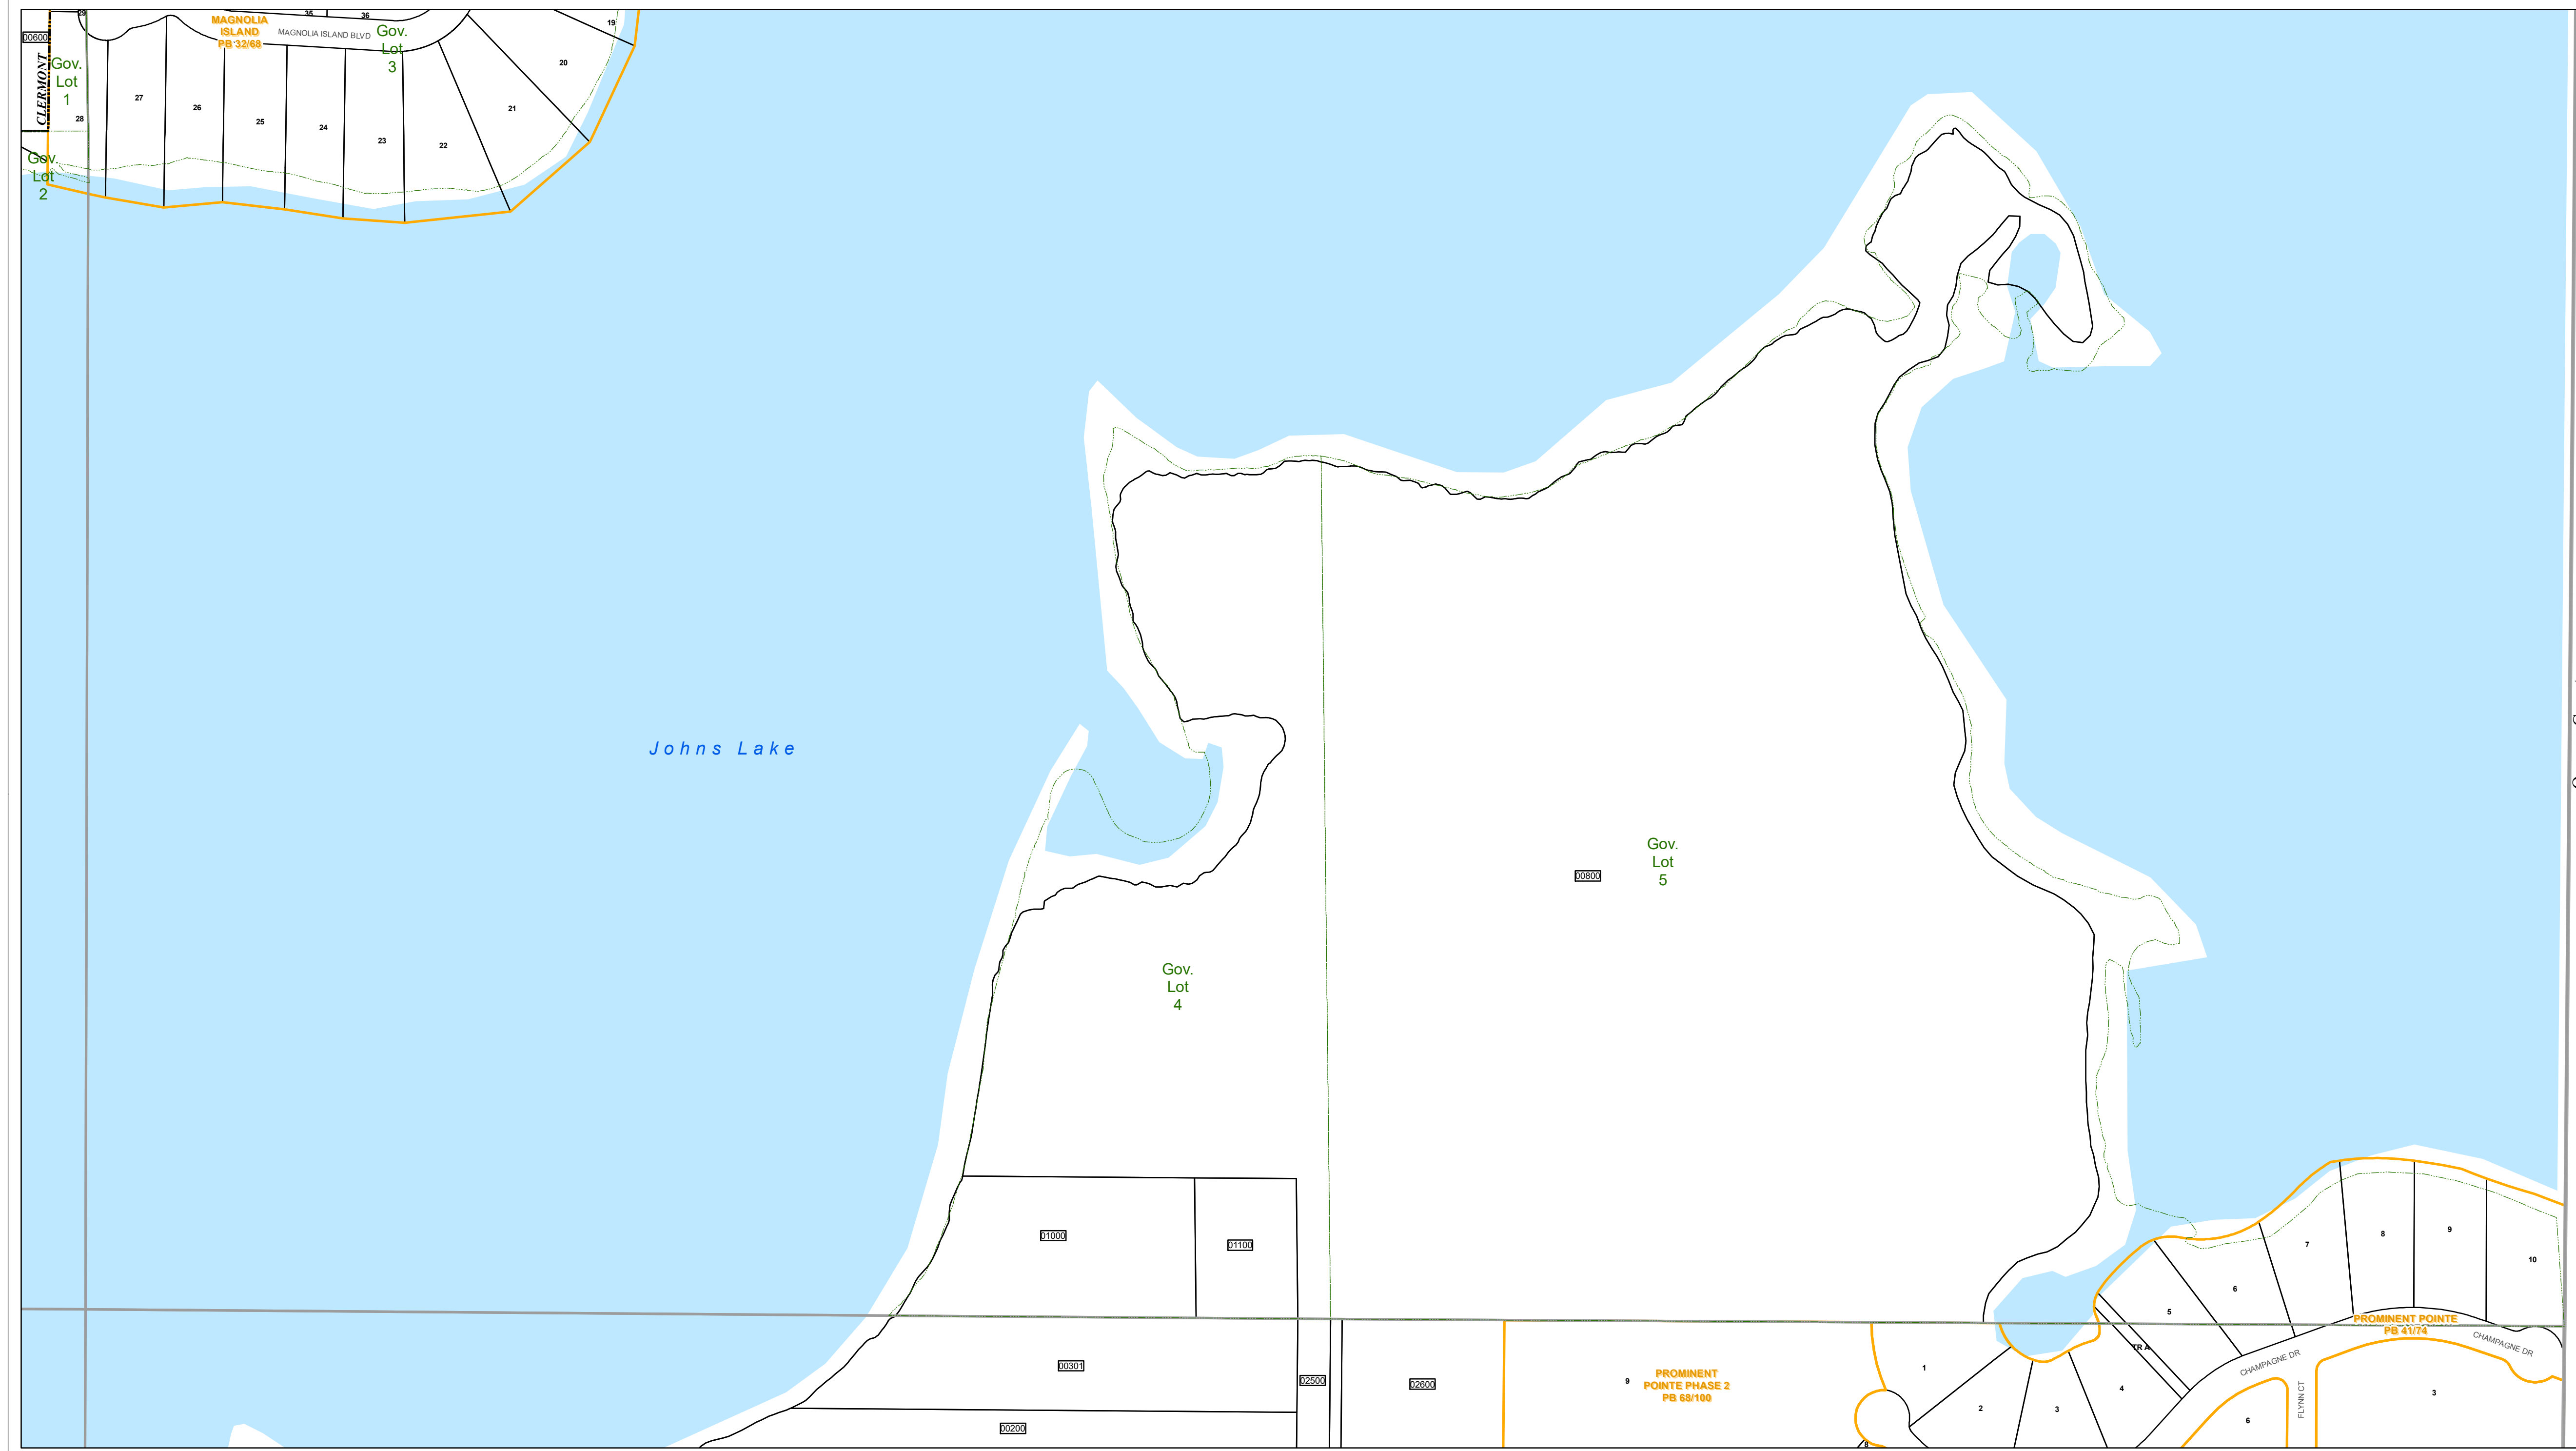 29
35
36
19
MAGNOLIA
ISLAND
PB 32/68
MAGNOLIA ISLAND BLVD
Gov.
Lot
3
00600
CLERMONT
Gov.
Lot
1
20
27
26
21
25
28
24
23
22
Gov.
Lot
2
Johns Lake
Gov.
Lot
5
00800
Gov.
Lot
4
01000
01100
7
8
9
10
6
5
PROMINENT POINTE
PB 41/74
CHAMPAGNE DR
TR A
CHAMPAGNE DR
00301
02500
02600
9
PROMINENT
POINTE PHASE 2
PB 68/100
1
2
3
4
FLYNN CT
3
6
00200
8